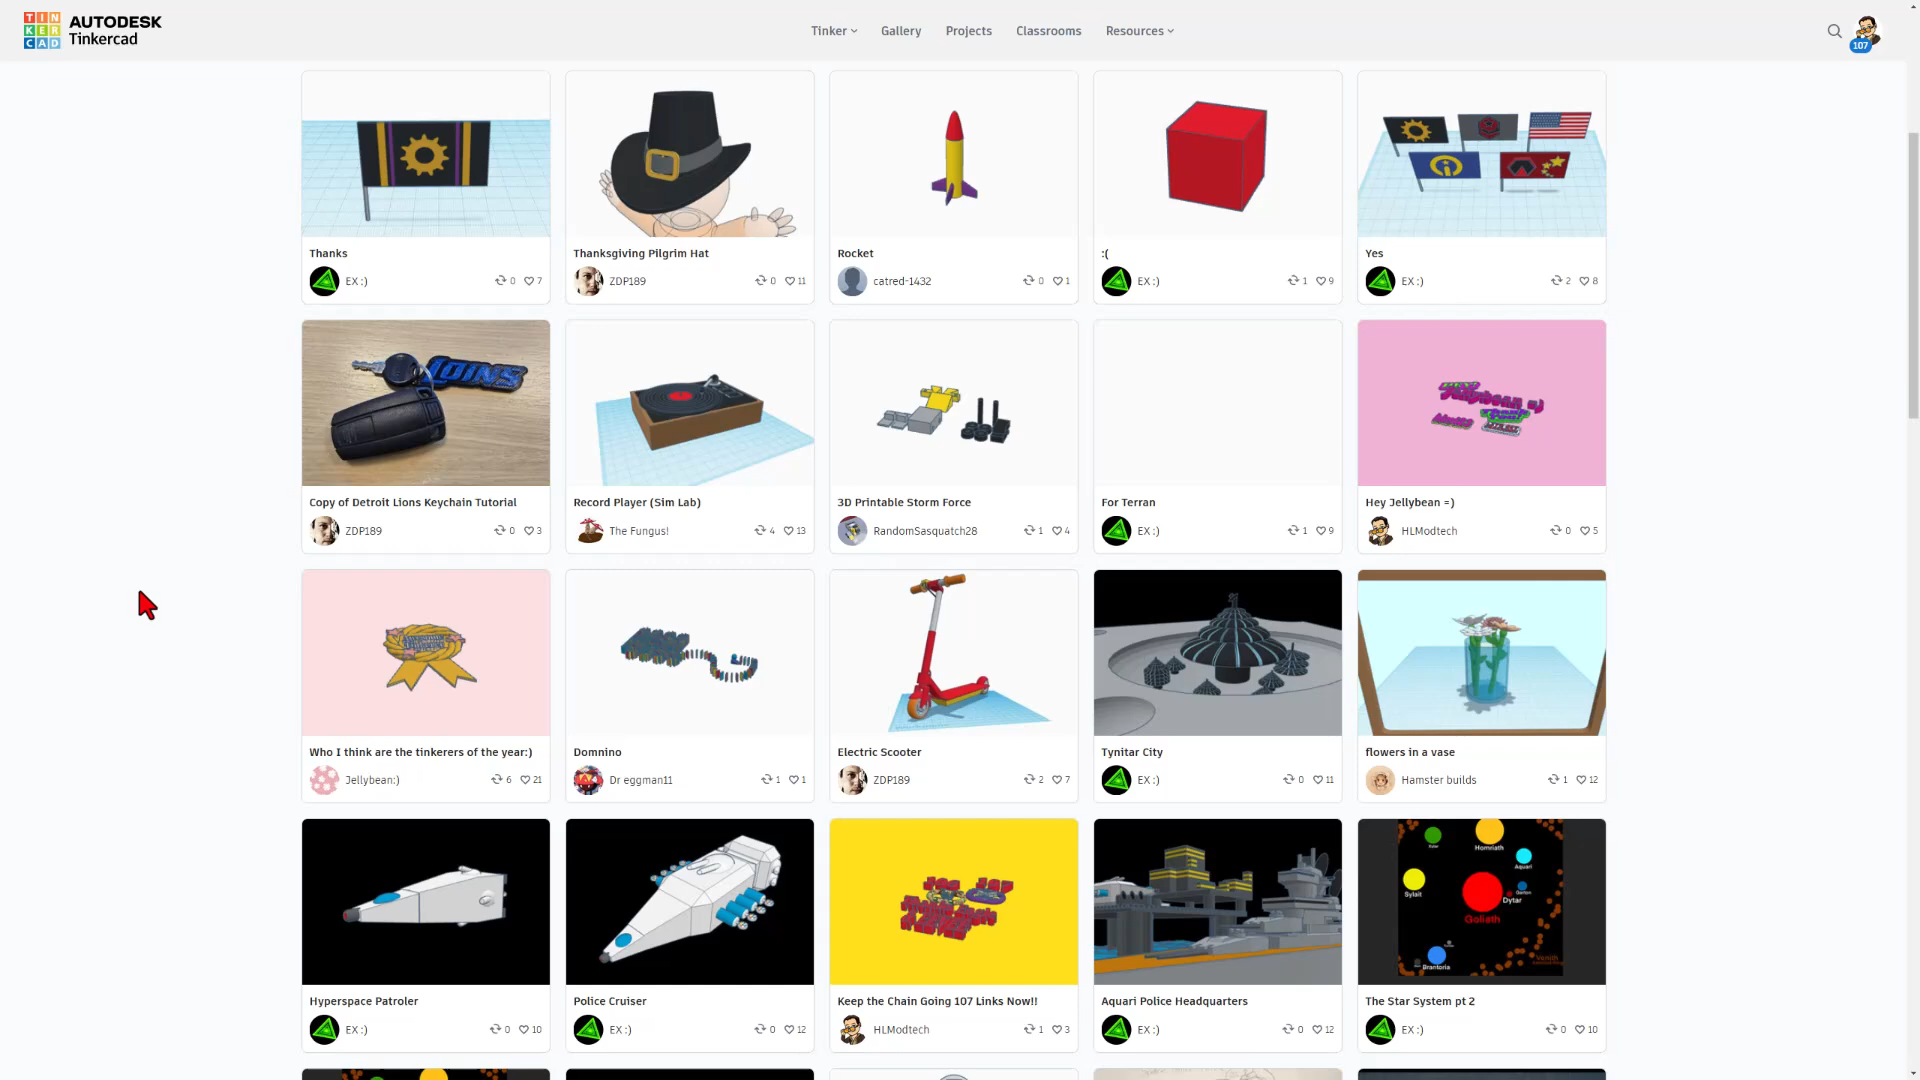 TIN
KER
CAD
AUTODESK
Tinkercad
Tinker
Gallery
Projects
Classrooms
Resources
107
Thanks
EX :)
0
7
Thanksgiving Pilgrim Hat
ZDP189
0
11
Rocket
catred-1432
0
1
:(
EX :)
1
9
Yes
EX :)
2
8
LOINS
Copy of Detroit Lions Keychain Tutorial
ZDP189
0
3
Record Player (Sim Lab)
The Fungus!
4
13
3D Printable Storm Force
RandomSasquatch28
1
4
For Terran
EX :)
1
9
Hey Jellybean =)
HLModtech
0
5
Who I think are the tinkerers of the year:)
Jellybean:)
6
21
Domnino
Dr eggman11
1
1
Electric Scooter
ZDP189
2
7
Tynitar City
EX :)
0
11
flowers in a vase
Hamster builds
1
12
Hyperspace Patroler
EX :)
0
10
Police Cruiser
EX :)
0
12
Keep the Chain Going 107 Links Now!!
HLModtech
1
3
Aquari Police Headquarters
EX :)
0
12
Homriath
Aquari
Sylait
Dytar
Goliath
Brantoria
The Star System pt 2
EX :)
0
10